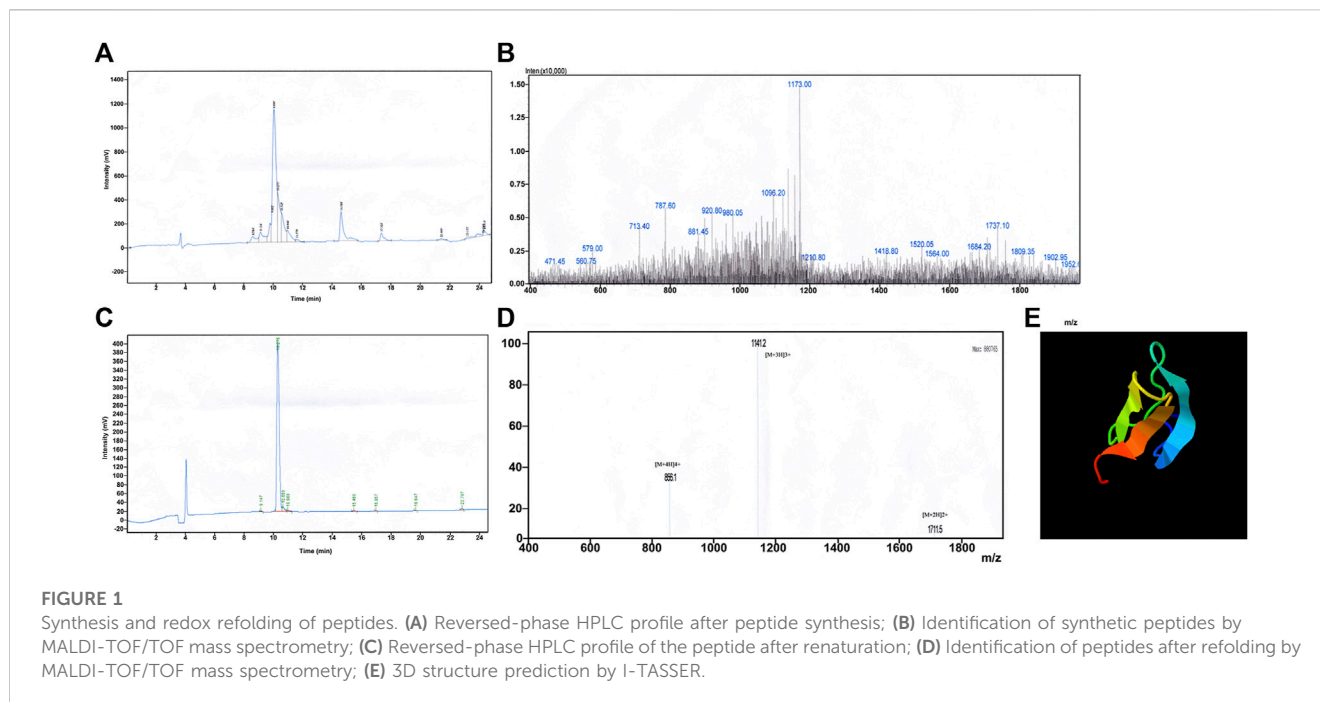 A
Intensity (mV)
1400
1200
1000
800
600
400
200
0
-200
0 2 4 6 8 10 12 14 16 18 20 22 24
Time (min)
B
Inten.(x10,000)
1.50
1.25
1.00
0.75
0.50
0.25
0.00
1173.00
1096.20
787.60
920.80
980.05
713.40
881.45
579.00
471.45
560.75
1210.80
1418.80
1520.05
1564.00
1737.10
1684.20
1809.35
1902.95
400 600 800 1000 1200 1400 1600 1800
m/z
C
Intensity (mV)
400
380
360
340
320
300
280
260
240
220
200
180
160
140
120
100
80
60
40
20
0
-20
0 2 4 6 8 10 12 14 16 18 20 22 24
Time (min)
D
100
80
60
40
20
0
1141.2
[M+3H]3+
[M+4H]4+
[M+2H]2+
1711.5
400 600 800 1000 1200 1400 1600 1800
m/z
E
FIGURE 1
Synthesis and redox refolding of peptides. (A) Reversed-phase HPLC profile after peptide synthesis; (B) Identification of synthetic peptides by
MALDI-TOF/TOF mass spectrometry; (C) Reversed-phase HPLC profile of the peptide after renaturation; (D) Identification of peptides after refolding by
MALDI-TOF/TOF mass spectrometry; (E) 3D structure prediction by I-TASSER.